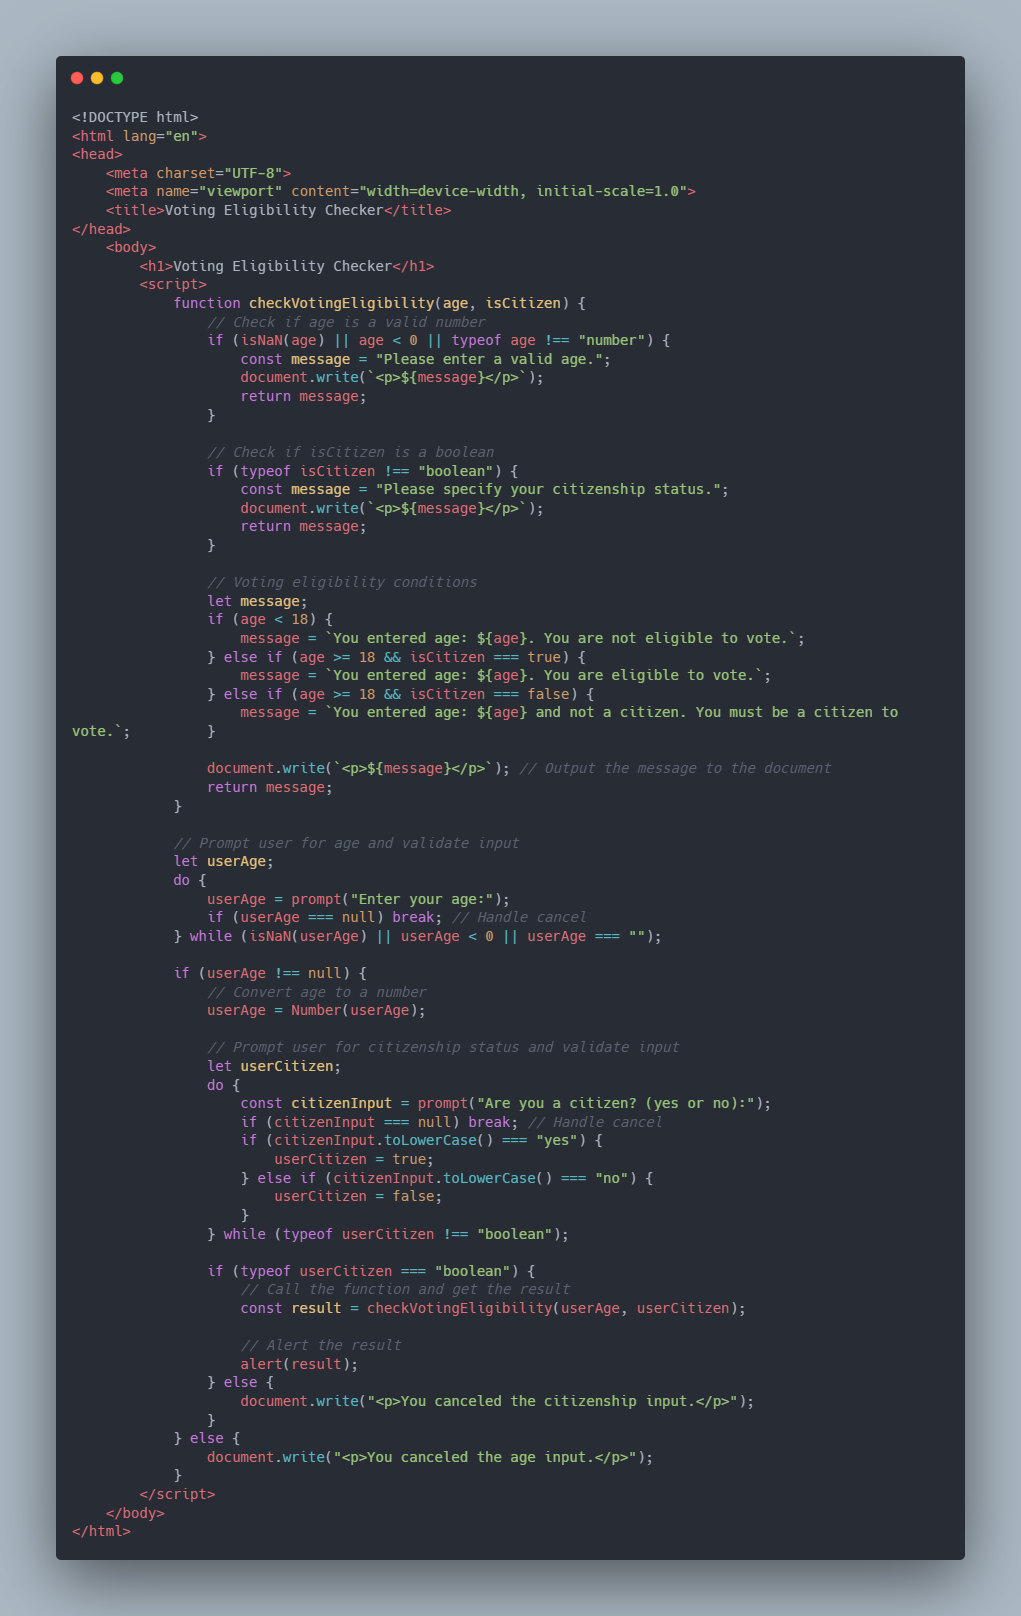 <!DOCTYPE html>
<html lang="en">
<head>
    <meta charset="UTF-8">
    <meta name="viewport" content="width=device-width, initial-scale=1.0">
    <title>Voting Eligibility Checker</title>
</head>
    <body>
        <h1>Voting Eligibility Checker</h1>
        <script>
            function checkVotingEligibility(age, isCitizen) {
                // Check if age is a valid number
                if (isNaN(age) || age < 0 || typeof age !== "number") {
                    const message = "Please enter a valid age.";
                    document.write(`<p>${message}</p>`);
                    return message;
                }

                // Check if isCitizen is a boolean
                if (typeof isCitizen !== "boolean") {
                    const message = "Please specify your citizenship status.";
                    document.write(`<p>${message}</p>`);
                    return message;
                }

                // Voting eligibility conditions
                let message;
                if (age < 18) {
                    message = `You entered age: ${age}. You are not eligible to vote.`;
                } else if (age >= 18 && isCitizen === true) {
                    message = `You entered age: ${age}. You are eligible to vote.`;
                } else if (age >= 18 && isCitizen === false) {
                    message = `You entered age: ${age} and not a citizen. You must be a citizen to
vote.`;         }

                document.write(`<p>${message}</p>`); // Output the message to the document
                return message;
            }

            // Prompt user for age and validate input
            let userAge;
            do {
                userAge = prompt("Enter your age:");
                if (userAge === null) break; // Handle cancel
            } while (isNaN(userAge) || userAge < 0 || userAge === "");

            if (userAge !== null) {
                // Convert age to a number
                userAge = Number(userAge);

                // Prompt user for citizenship status and validate input
                let userCitizen;
                do {
                    const citizenInput = prompt("Are you a citizen? (yes or no):");
                    if (citizenInput === null) break; // Handle cancel
                    if (citizenInput.toLowerCase() === "yes") {
                        userCitizen = true;
                    } else if (citizenInput.toLowerCase() === "no") {
                        userCitizen = false;
                    }
                } while (typeof userCitizen !== "boolean");

                if (typeof userCitizen === "boolean") {
                    // Call the function and get the result
                    const result = checkVotingEligibility(userAge, userCitizen);

                    // Alert the result
                    alert(result);
                } else {
                    document.write("<p>You canceled the citizenship input.</p>");
                }
            } else {
                document.write("<p>You canceled the age input.</p>");
            }
        </script>
    </body>
</html>